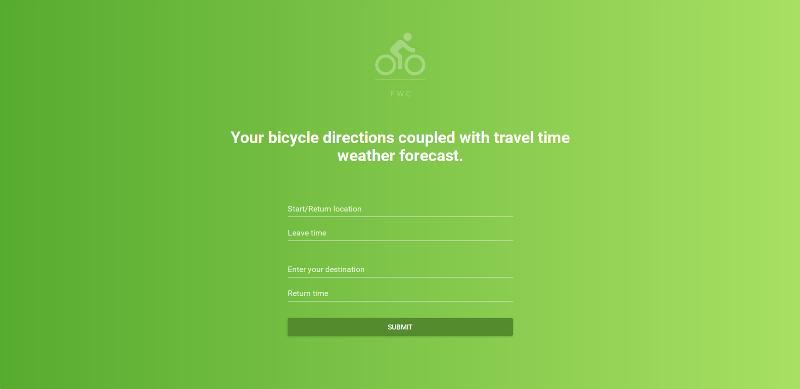 FWC
Your bicycle directions coupled with travel time
weather forecast.
Start/Return location
Leave time
Enter your destination
Return time
SUBMIT